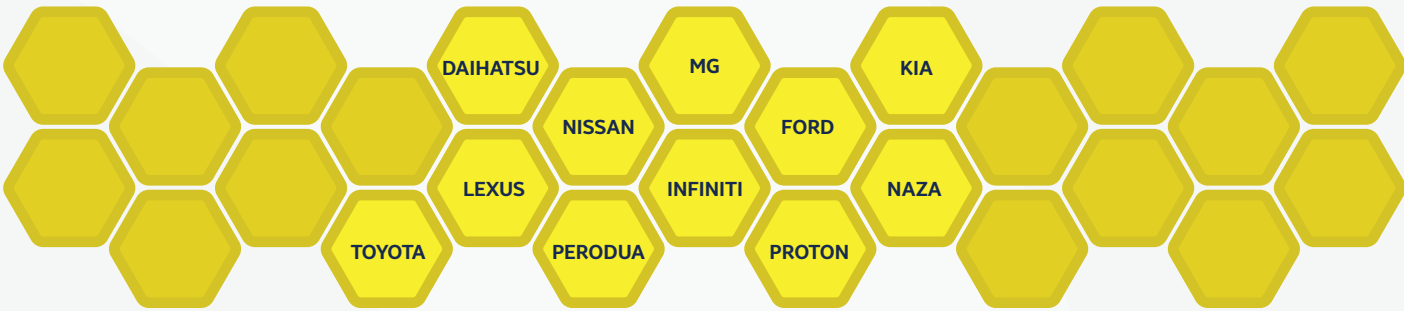 DAIHATSU
MG
KIA
NISSAN
FORD
LEXUS
INFINITI
NAZA
TOYOTA
PERODUA
PROTON